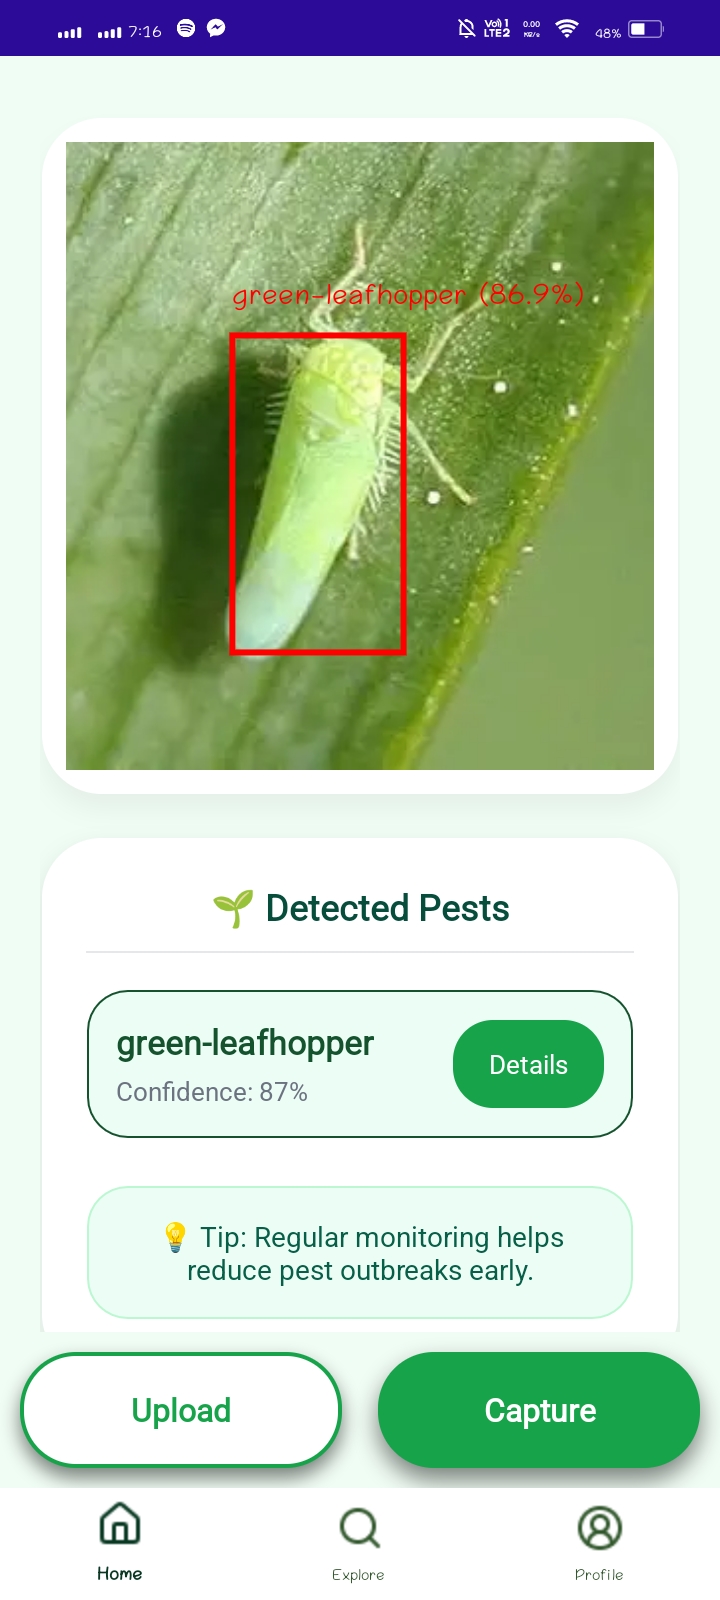 7:16
Vo 1
LTE2
0.00
KB/s
48%
green-leafhopper (86.9%)
🌱 Detected Pests
green-leafhopper
Confidence: 87%
Details
💡 Tip: Regular monitoring helps
reduce pest outbreaks early.
Upload
Capture
Home
Explore
Profile